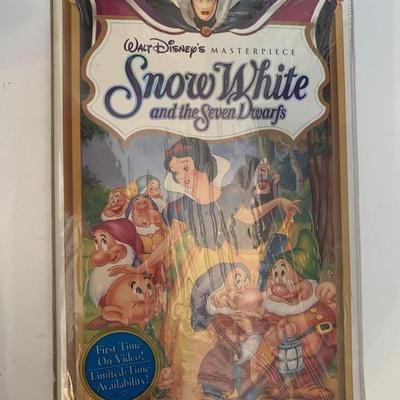 WALT DISNEY'S MASTERPIECE
Snow White
and the Seven Dwarfs
First Time
On Video!
Limited-Time
Availability!